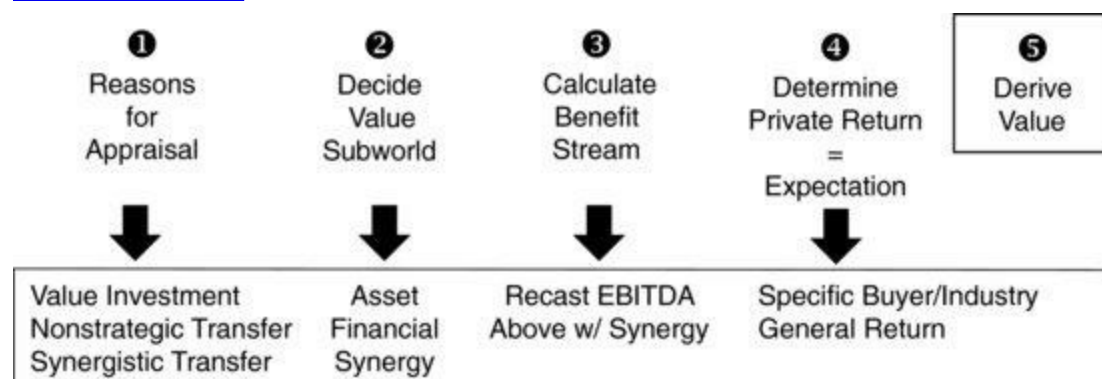 ❶
Reasons
for
Appraisal
❷
Decide
Value
Subworld
❸
Calculate
Benefit
Stream
❹
Determine
Private Return
=
Expectation
❺
Derive
Value
Value Investment
Nonstrategic Transfer
Synergistic Transfer
Asset
Financial
Synergy
Recast EBITDA
Above w/ Synergy
Specific Buyer/Industry
General Return